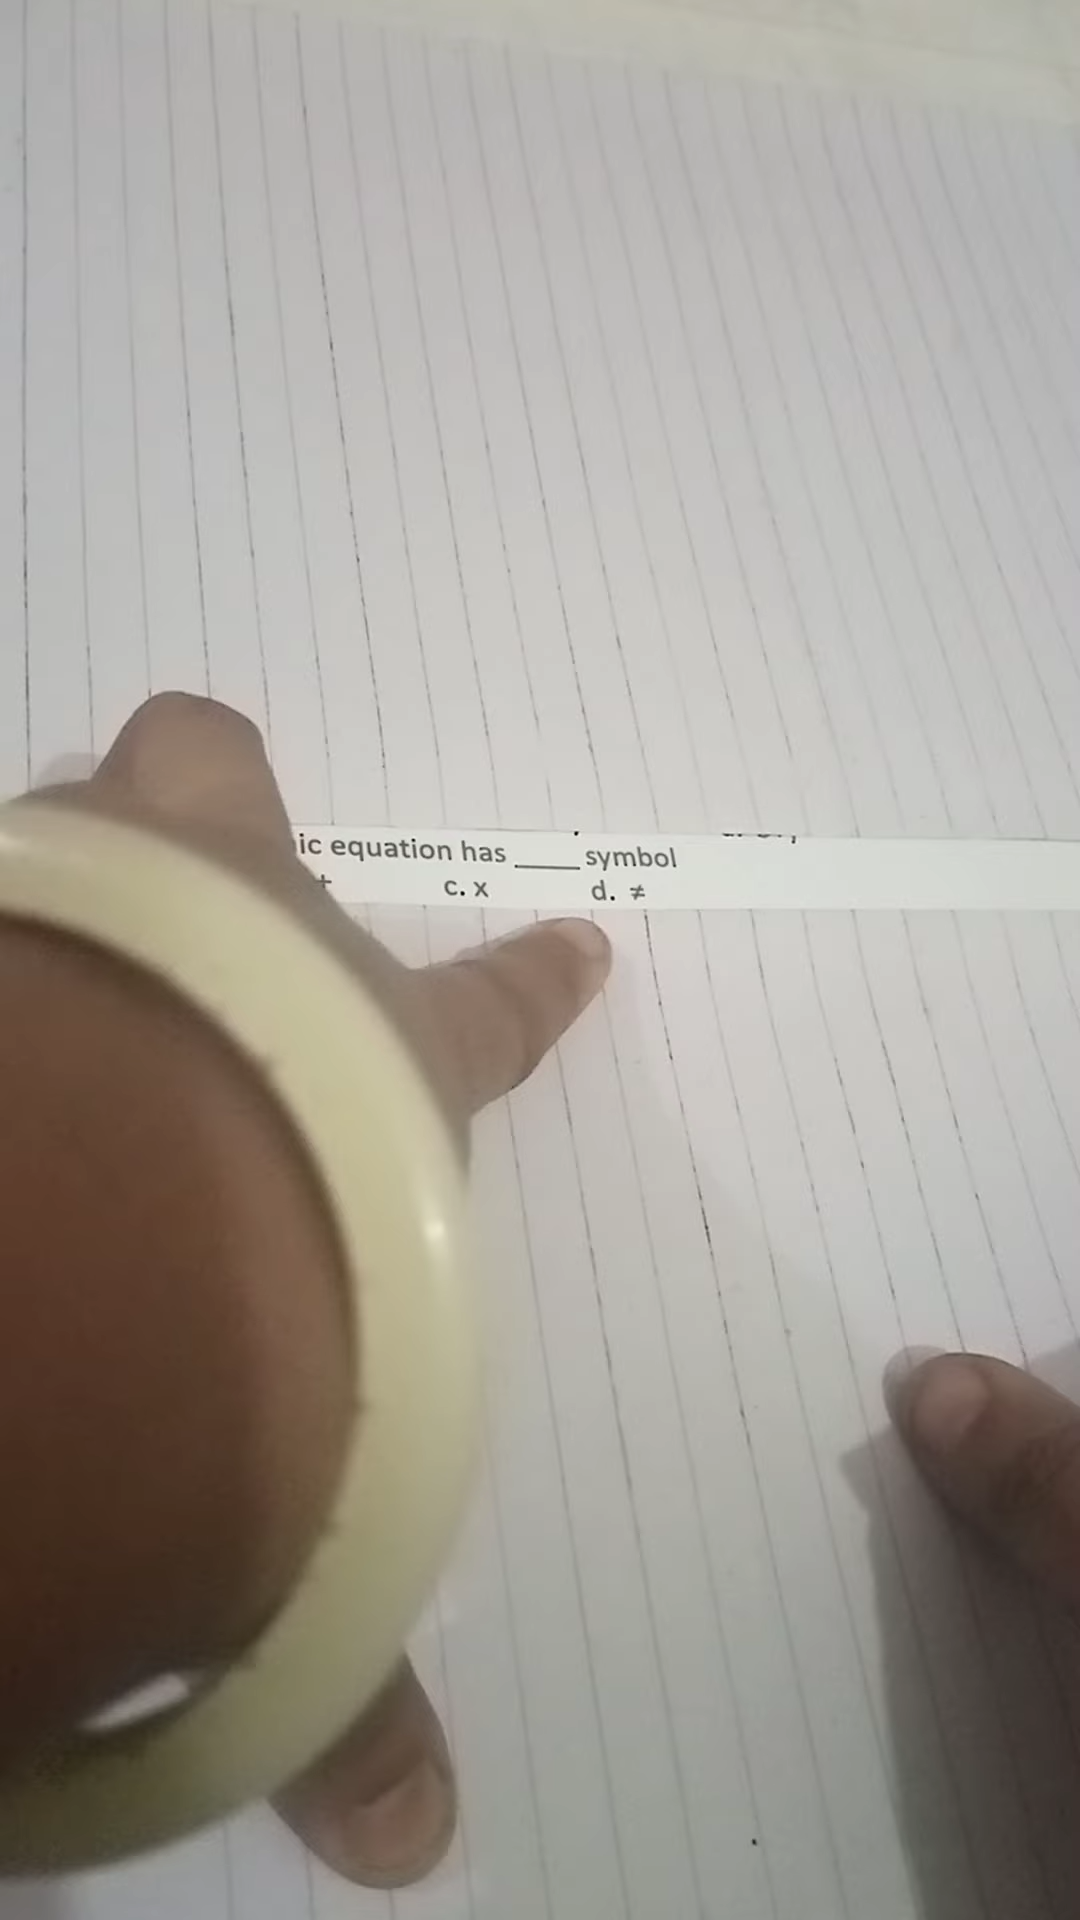 ic equation has _____ symbol
+ c. x d. ≠